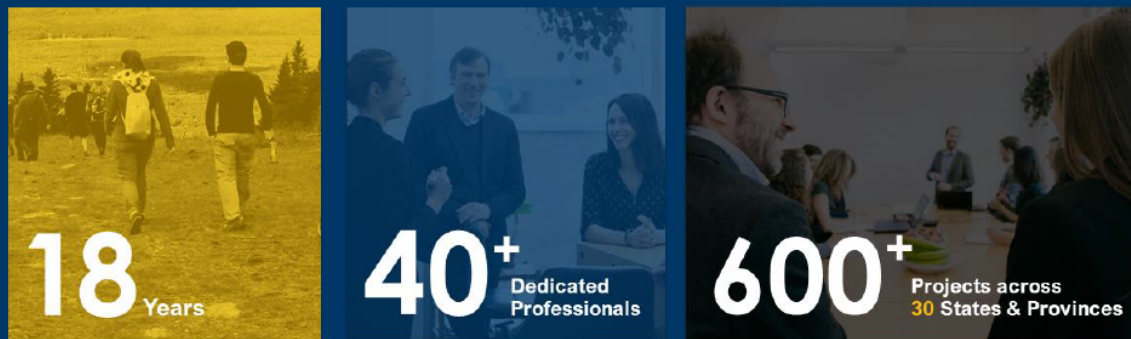 18 Years
40+ Dedicated
Professionals
600+ Projects across
30 States & Provinces